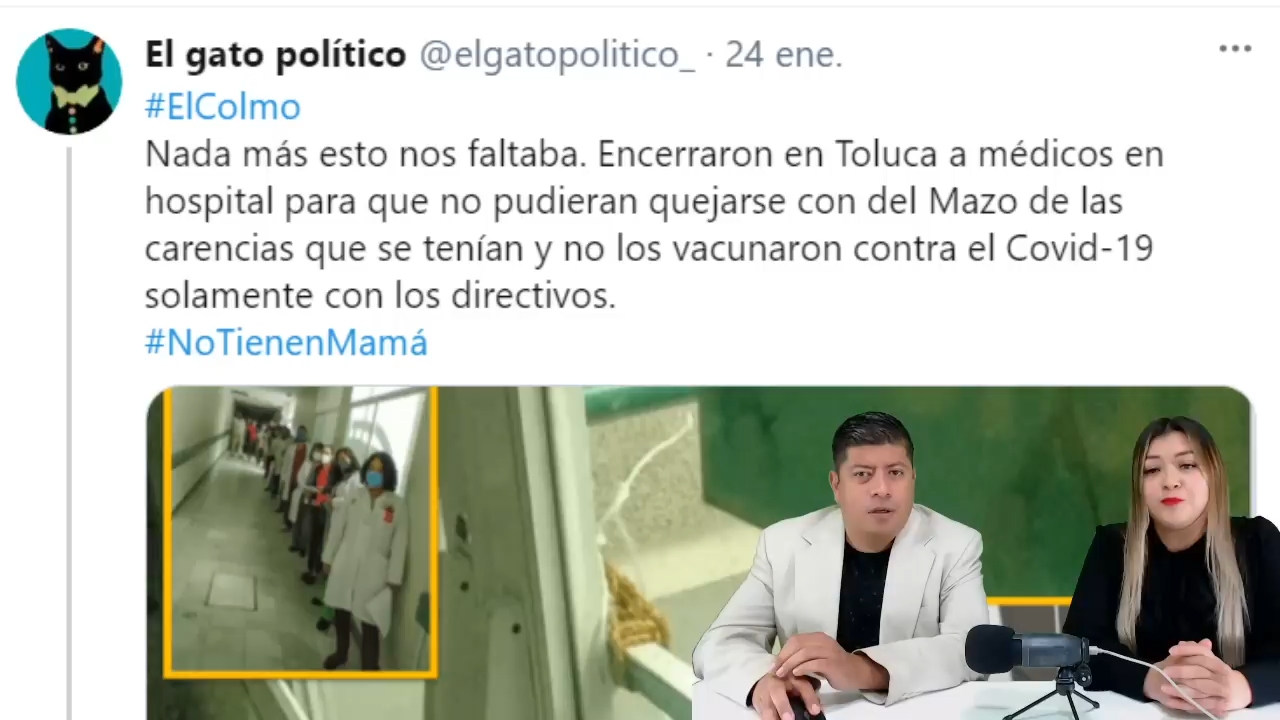 El gato político @elgatopolitico_ · 24 ene.
#ElColmo
Nada más esto nos faltaba. Encerraron en Toluca a médicos en
hospital para que no pudieran quejarse con del Mazo de las
carencias que se tenían y no los vacunaron contra el Covid-19
solamente con los directivos.
#NoTienenMamá